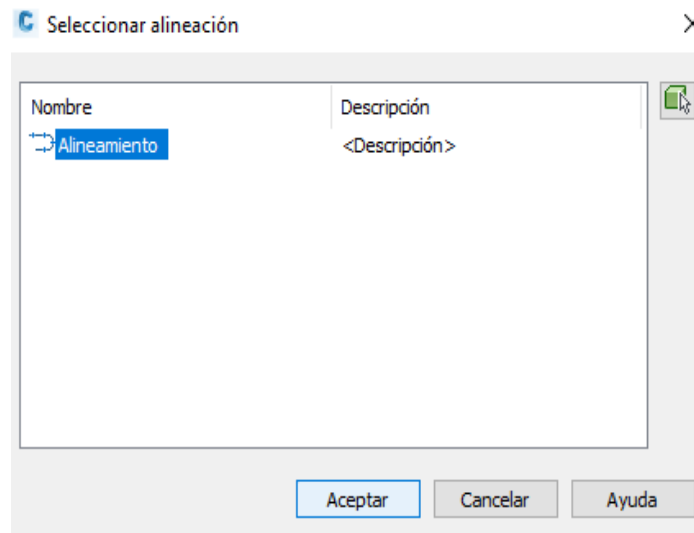 Seleccionar alineación
Nombre Descripción
Alineamiento <Descripción>
Aceptar Cancelar Ayuda